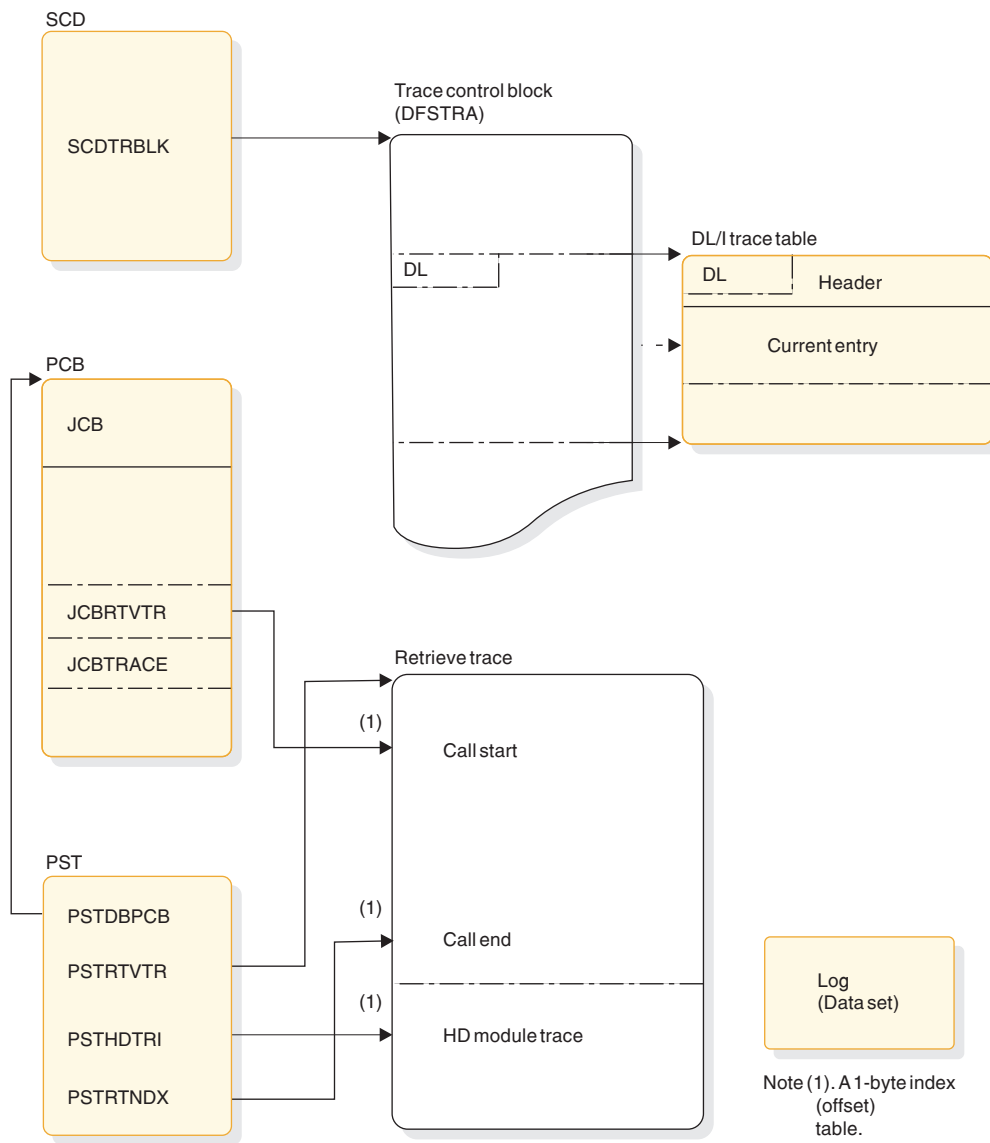 SCD
SCDTRBLK
Trace control block
(DFSTRA)
DL
DL/I trace table
DL
Header
Current entry
PCB
JCB
JCBRTVTR
JCBTRACE
Retrieve trace
(1)
Call start
PST
PSTDBPCB
PSTRTVTR
PSTHDTRI
PSTRTNDX
(1)
Call end
(1)
HD module trace
Log
(Data set)
Note (1). A 1-byte index
(offset)
table.